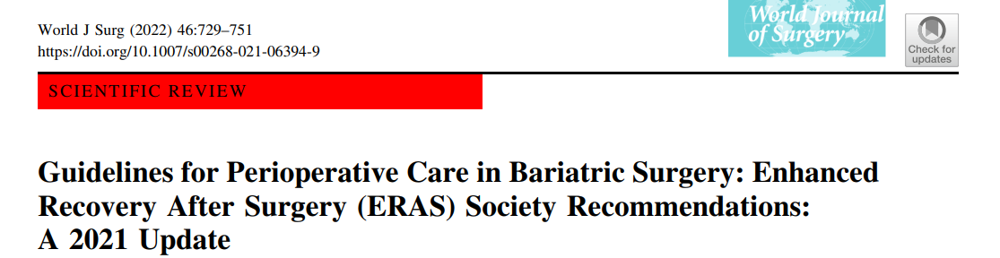 World J Surg (2022) 46:729–751
https://doi.org/10.1007/s00268-021-06394-9
World Journal
of Surgery
Check for
updates
SCIENTIFIC REVIEW
Guidelines for Perioperative Care in Bariatric Surgery: Enhanced
Recovery After Surgery (ERAS) Society Recommendations:
A 2021 Update